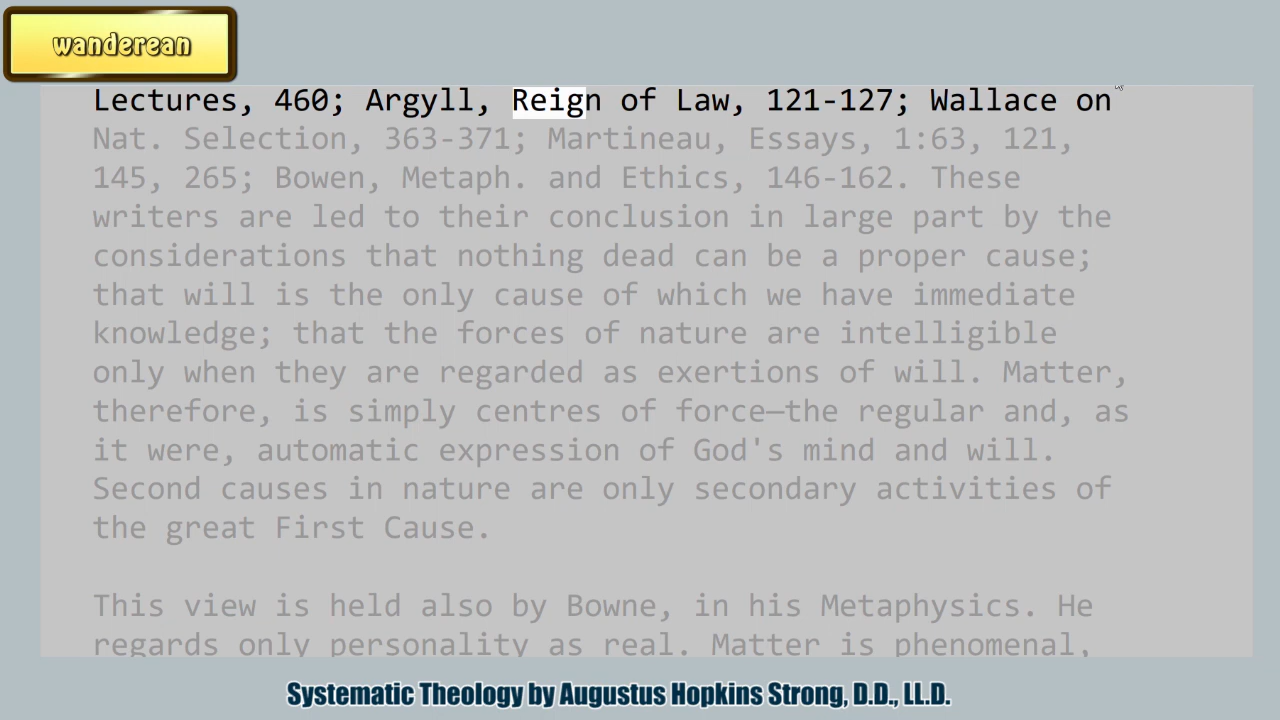 wanderean
Lectures, 460; Argyll, Reign of Law, 121-127; Wallace on
Nat. Selection, 363-371; Martineau, Essays, 1:63, 121,
145, 265; Bowen, Metaph. and Ethics, 146-162. These
writers are led to their conclusion in large part by the
considerations that nothing dead can be a proper cause;
that will is the only cause of which we have immediate
knowledge; that the forces of nature are intelligible
only when they are regarded as exertions of will. Matter,
therefore, is simply centres of force—the regular and, as
it were, automatic expression of God's mind and will.
Second causes in nature are only secondary activities of
the great First Cause.
This view is held also by Bowne, in his Metaphysics. He
regards only personality as real. Matter is phenomenal,
Systematic Theology by Augustus Hopkins Strong, D.D., LL.D.